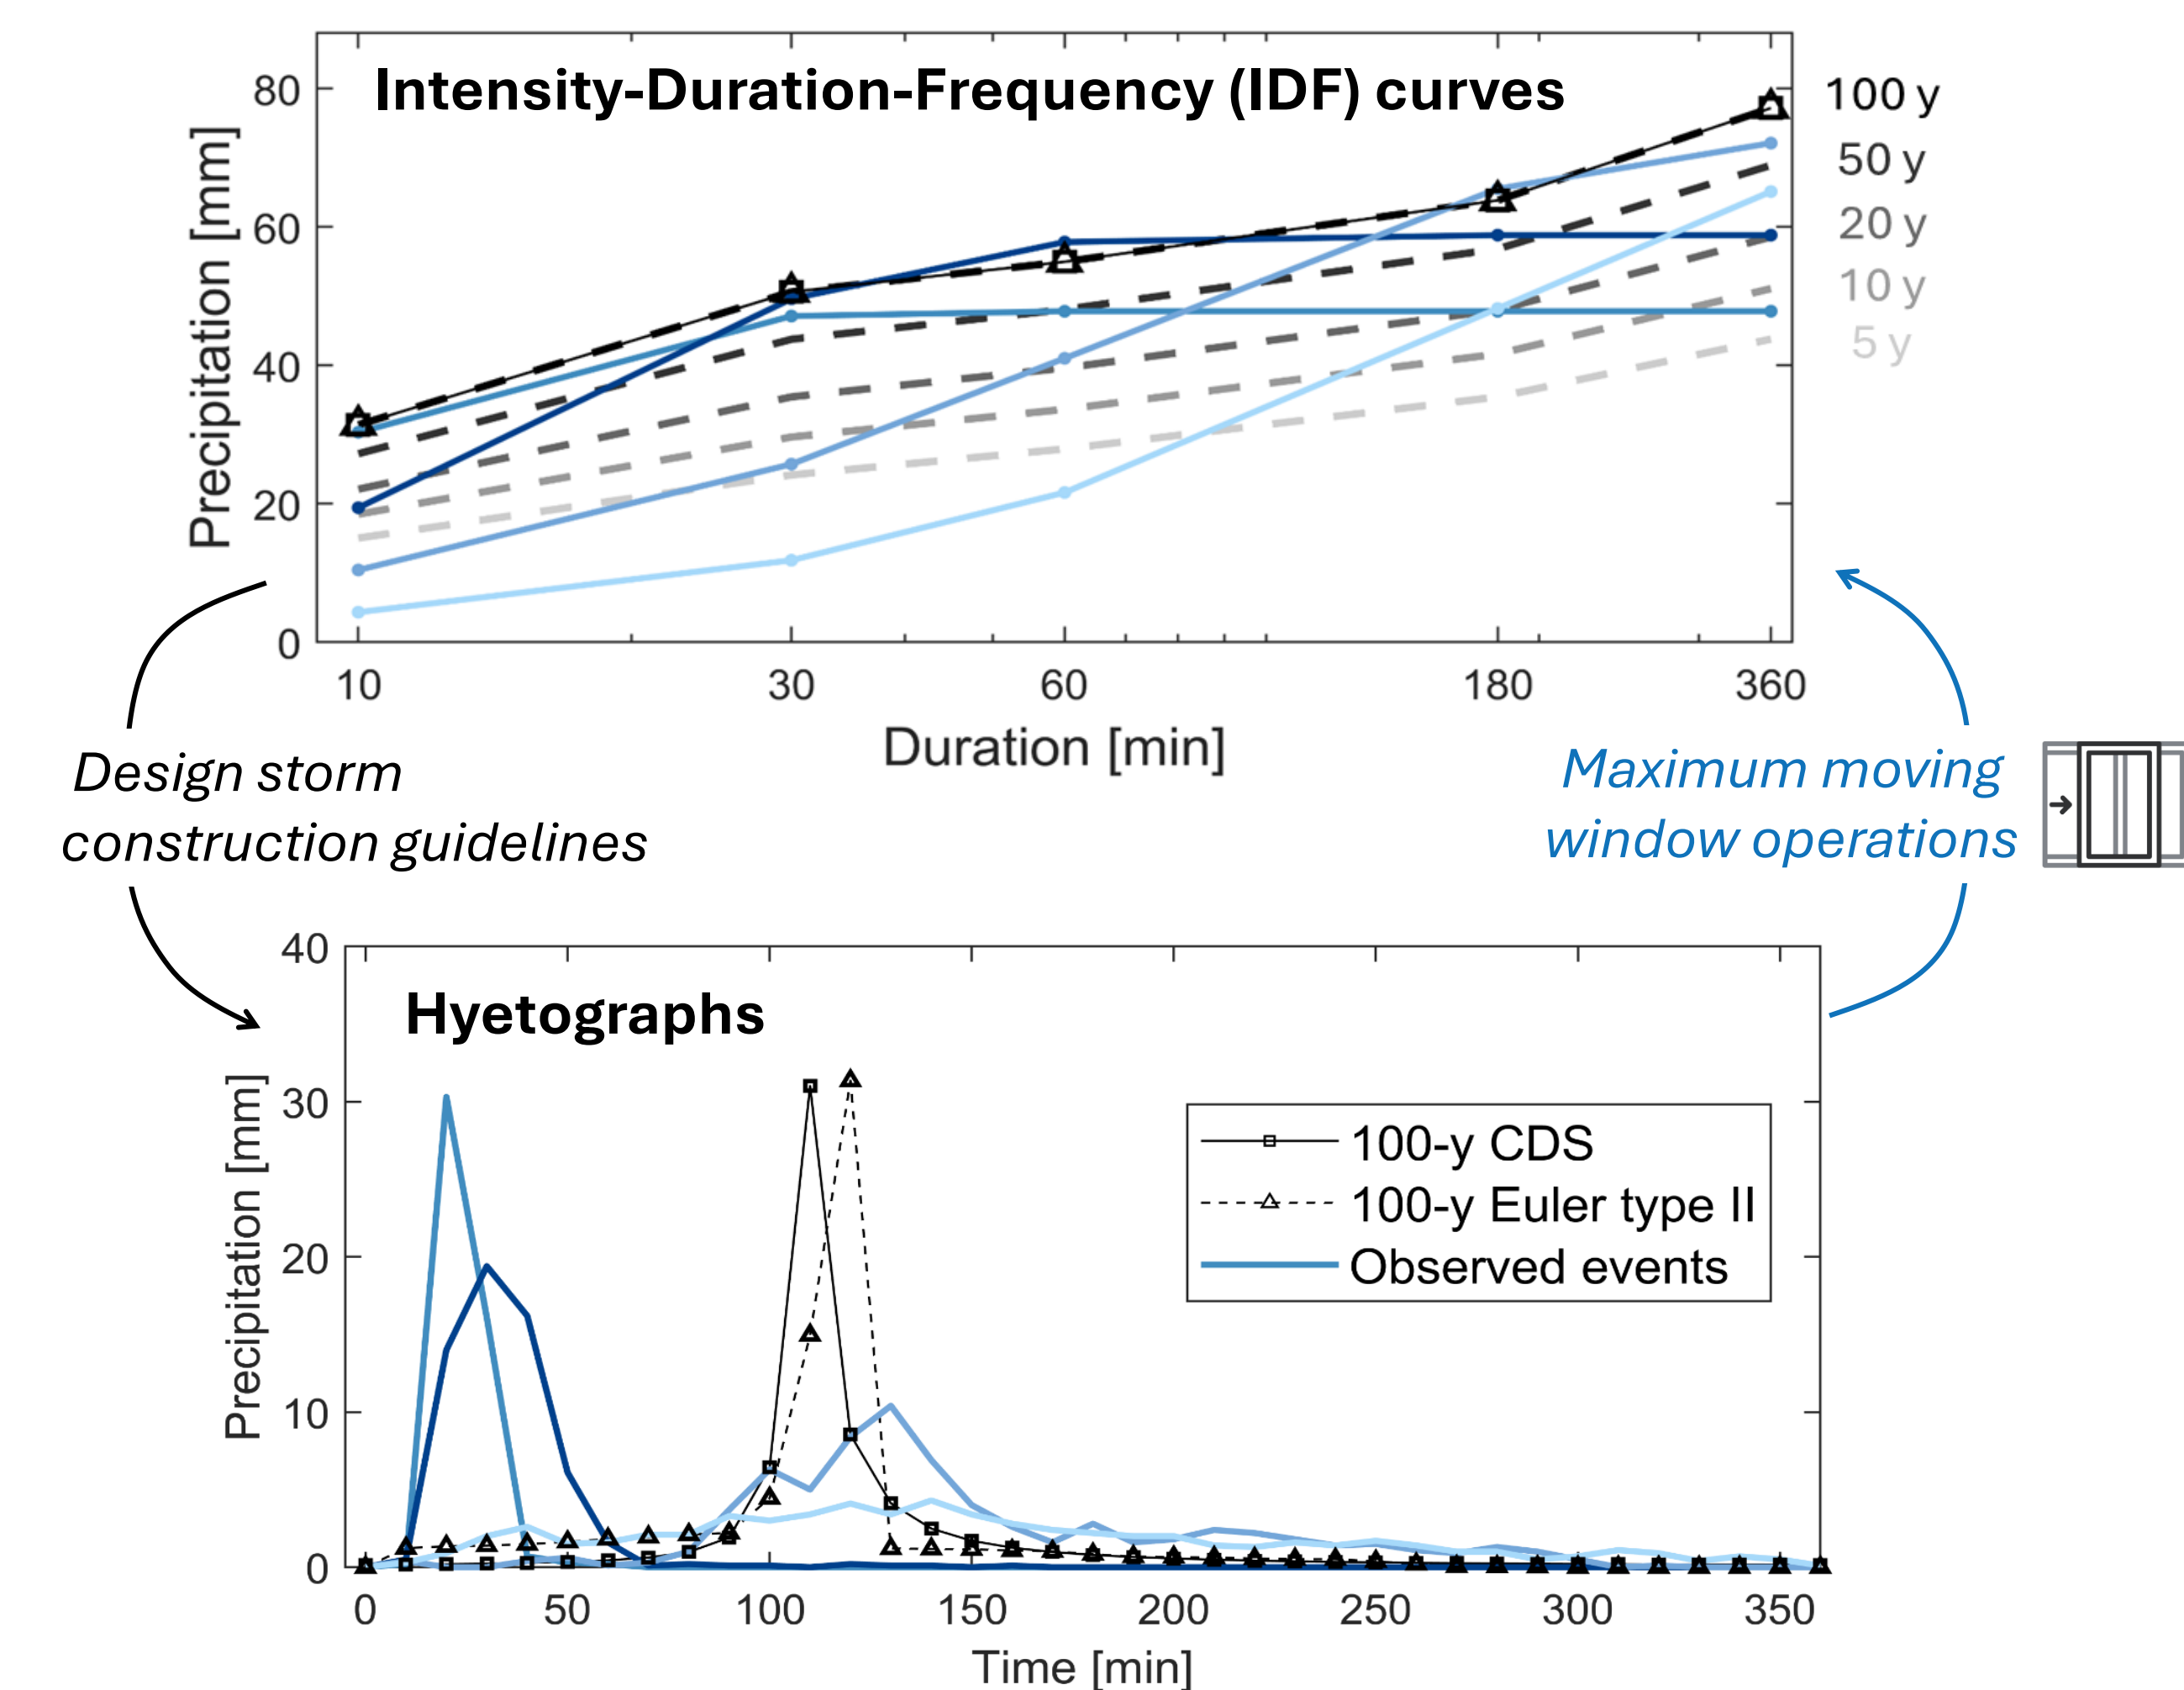 Intensity-Duration-Frequency (IDF) curves
Precipitation [mm]
80
60
40
20
0
100 y
50 y
20 y
10 y
5 y
10 30 60 180 360
Duration [min]
Design storm
construction guidelines
Maximum moving
window operations
Hyetographs
Precipitation [mm]
40
30
20
10
0
100-y CDS
100-y Euler type II
Observed events
0 50 100 150 200 250 300 350
Time [min]